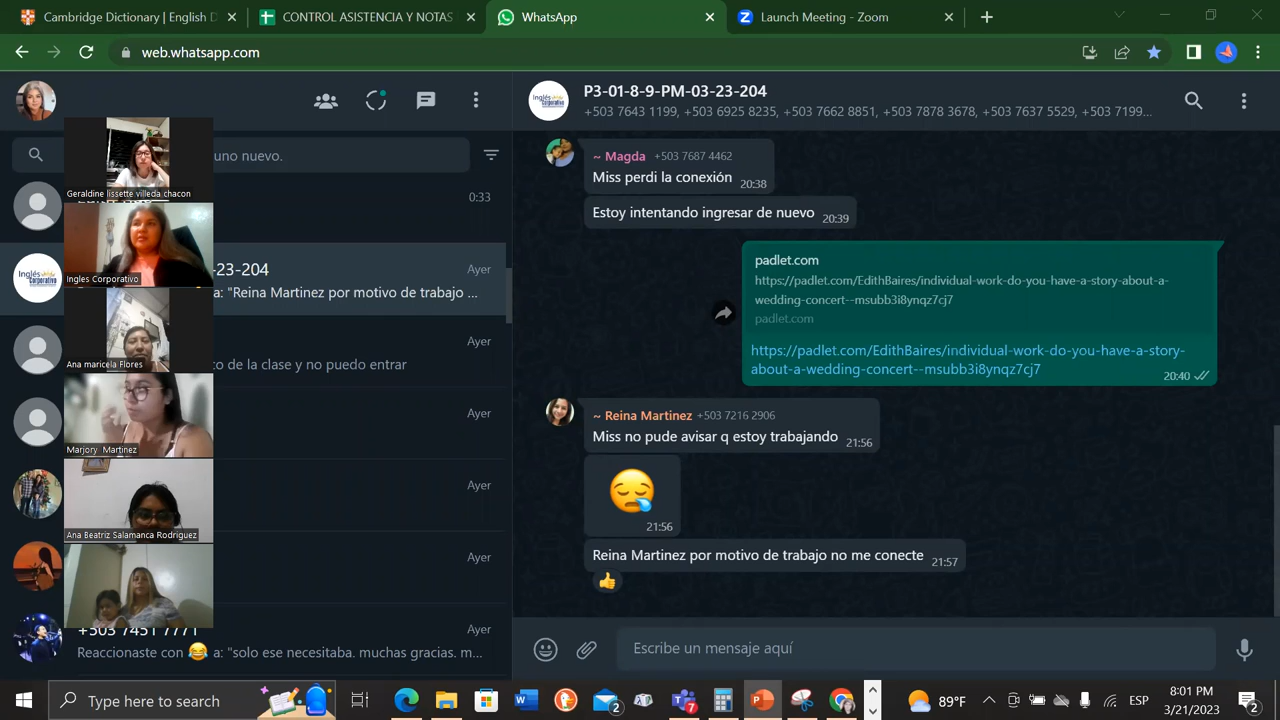 Cambridge Dictionary | English D
CONTROL ASISTENCIA Y NOTAS
WhatsApp
Launch Meeting - Zoom
web.whatsapp.com
P3-01-8-9-PM-03-23-204
+503 7643 1199, +503 6925 8235, +503 7662 8851, +503 7878 3678, +503 7637 5529, +503 7199...
uno nuevo.
0:33
23-204
Ayer
a: "Reina Martinez por motivo de trabajo ...
Ayer
to de la clase y no puedo entrar
Ayer
Ayer
Ayer
+503 7451 7771
Ayer
Reaccionaste con 😂 a: "solo ese necesitaba. muchas gracias. m...
Geraldine lissette villeda chacon
Ingles Corporativo
Ana maricela Flores
Marjory Martinez
Ana Beatriz Salamanca Rodriguez
Inglés
Corporativo
~ Magda +503 7687 4462
Miss perdi la conexión 20:38
Estoy intentando ingresar de nuevo 20:39
padlet.com
https://padlet.com/EdithBaires/individual-work-do-you-have-a-story-about-a-
wedding-concert--msubb3i8ynqz7cj7
padlet.com
https://padlet.com/EdithBaires/individual-work-do-you-have-a-story-
about-a-wedding-concert--msubb3i8ynqz7cj7
20:40
~ Reina Martinez +503 7216 2906
Miss no pude avisar q estoy trabajando 21:56
21:56
Reina Martinez por motivo de trabajo no me conecte 21:57
Escribe un mensaje aquí
Type here to search
2
7
89°F
ESP
8:01 PM
3/21/2023
2